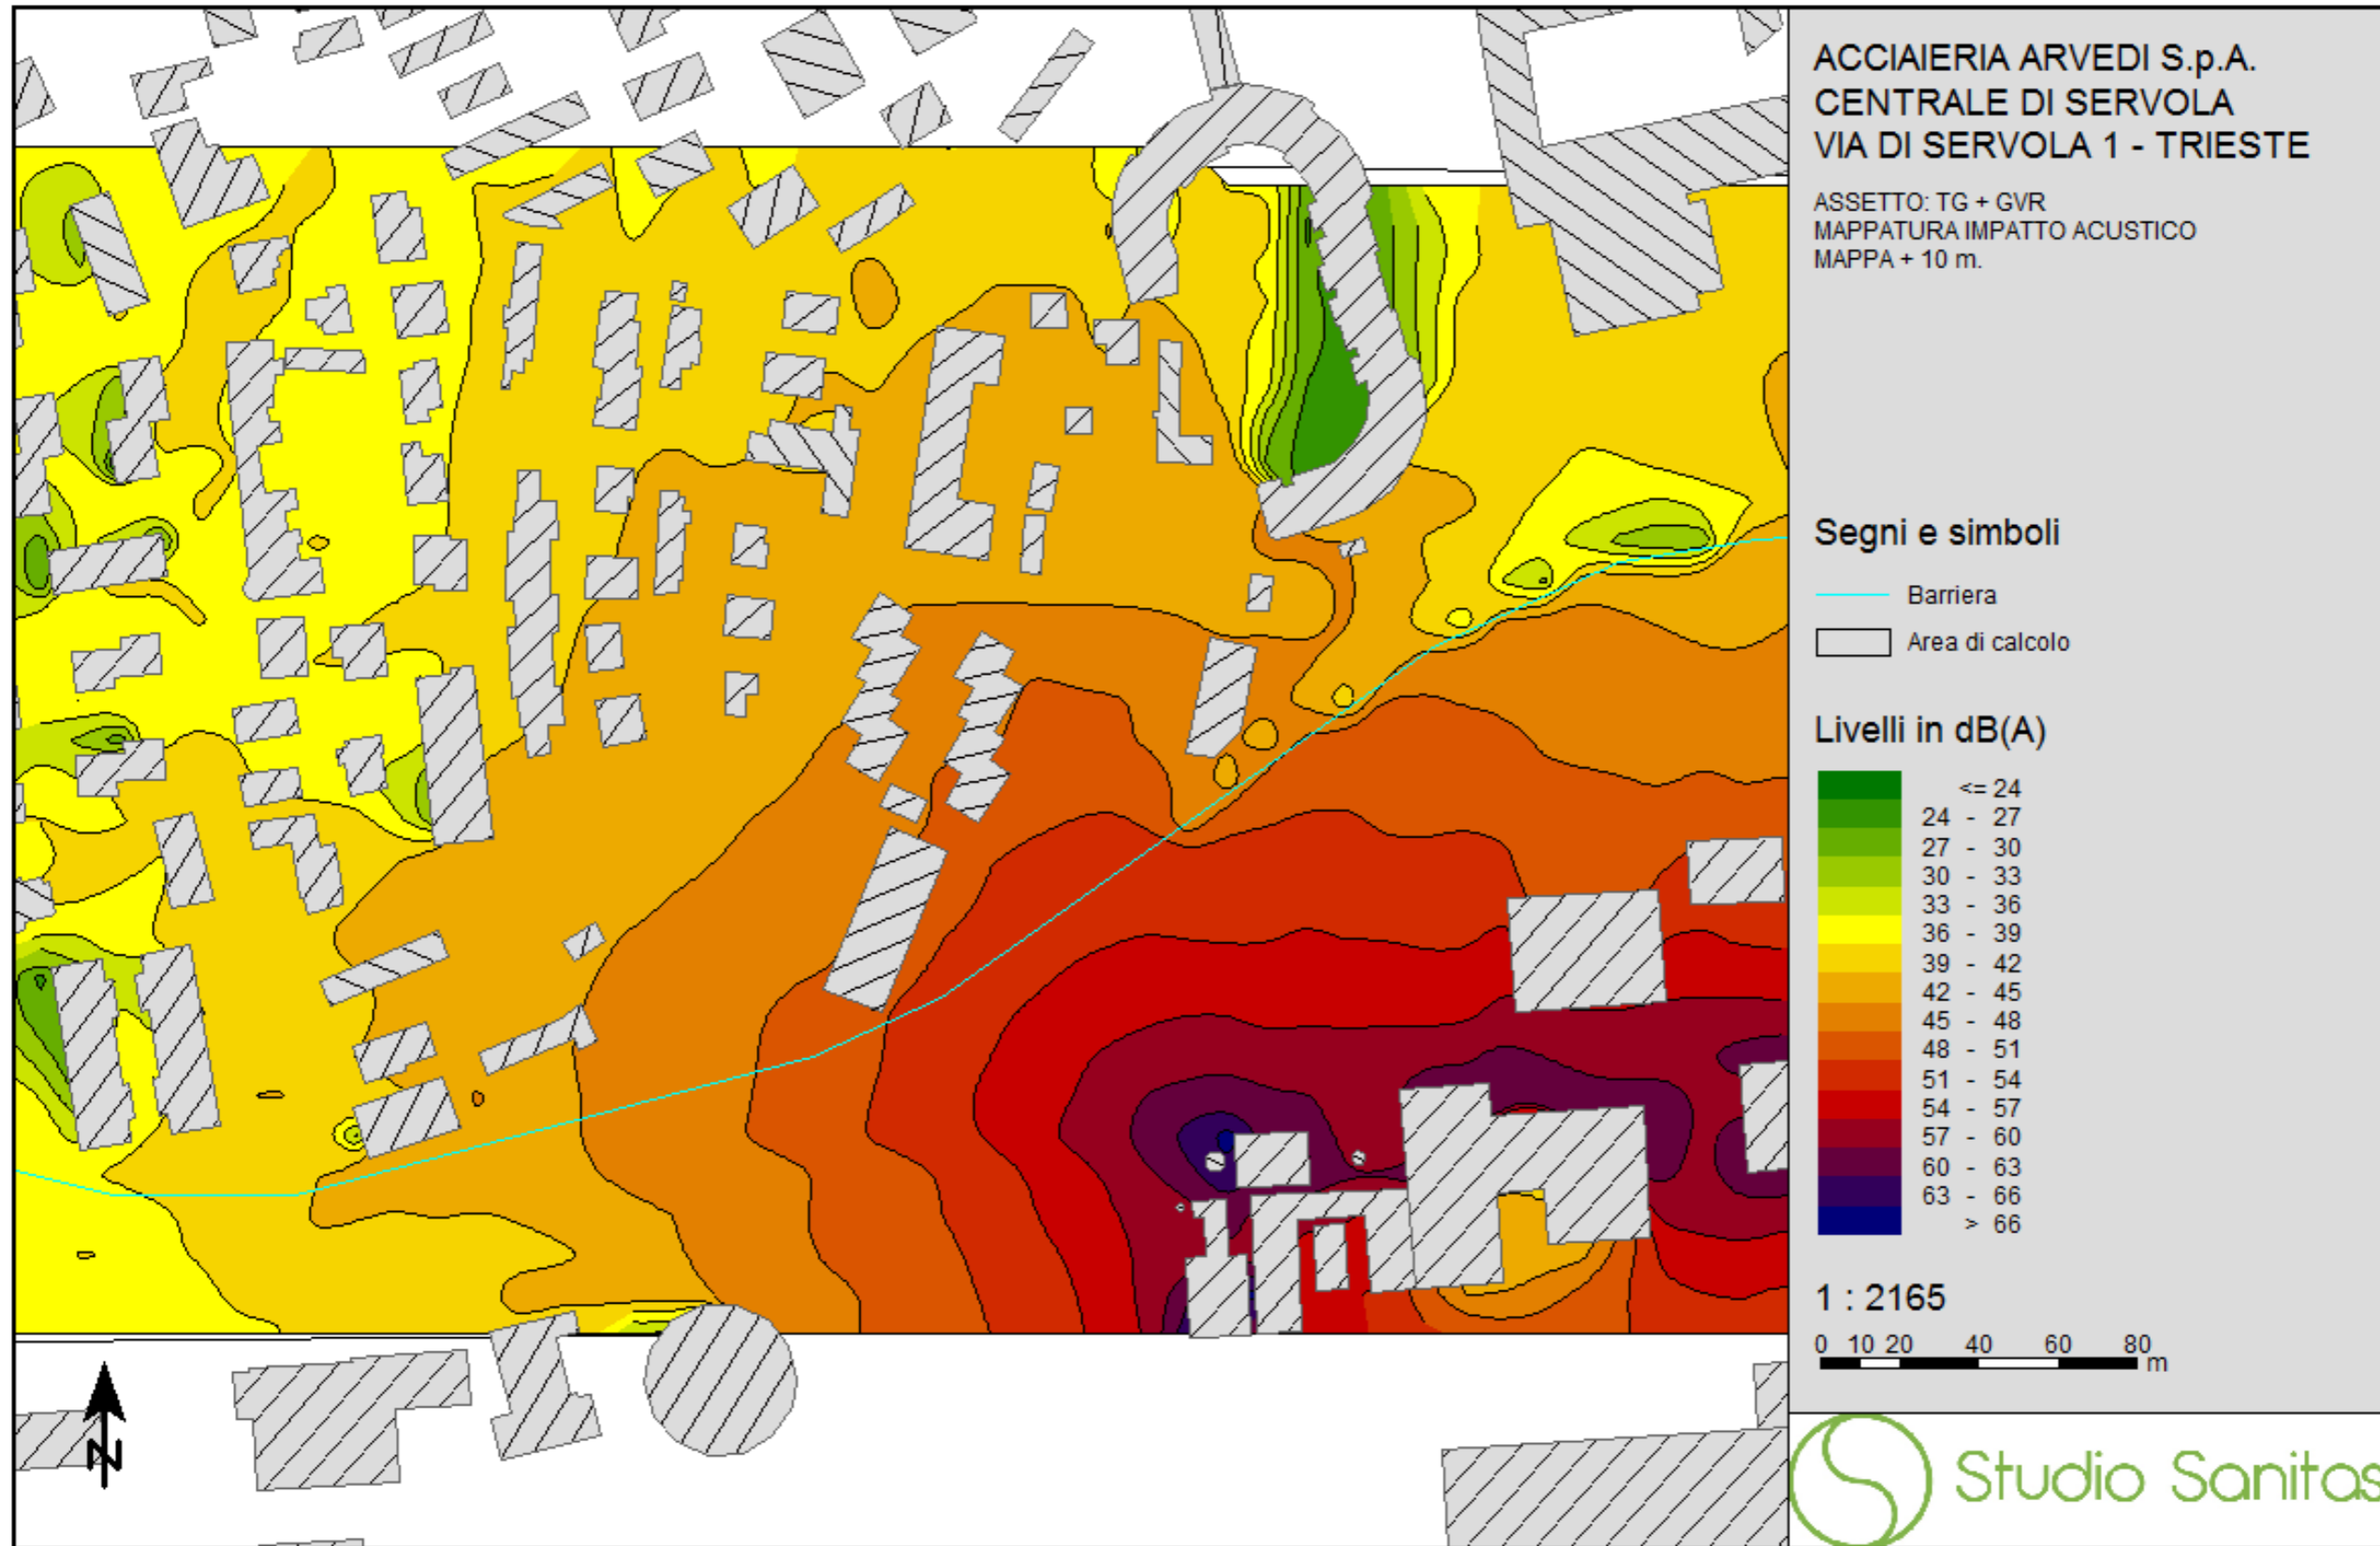 ACCIAIERIA ARVEDI S.p.A.
CENTRALE DI SERVOLA
VIA DI SERVOLA 1 - TRIESTE
ASSETTO: TG + GVR
MAPPATURA IMPATTO ACUSTICO
MAPPA + 10 m.
Segni e simboli
Barriera
Area di calcolo
Livelli in dB(A)
<= 24
24 - 27
27 - 30
30 - 33
33 - 36
36 - 39
39 - 42
42 - 45
45 - 48
48 - 51
51 - 54
54 - 57
57 - 60
60 - 63
63 - 66
> 66
1 : 2165
0 10 20 40 60 80
m
N
Studio Sanitas